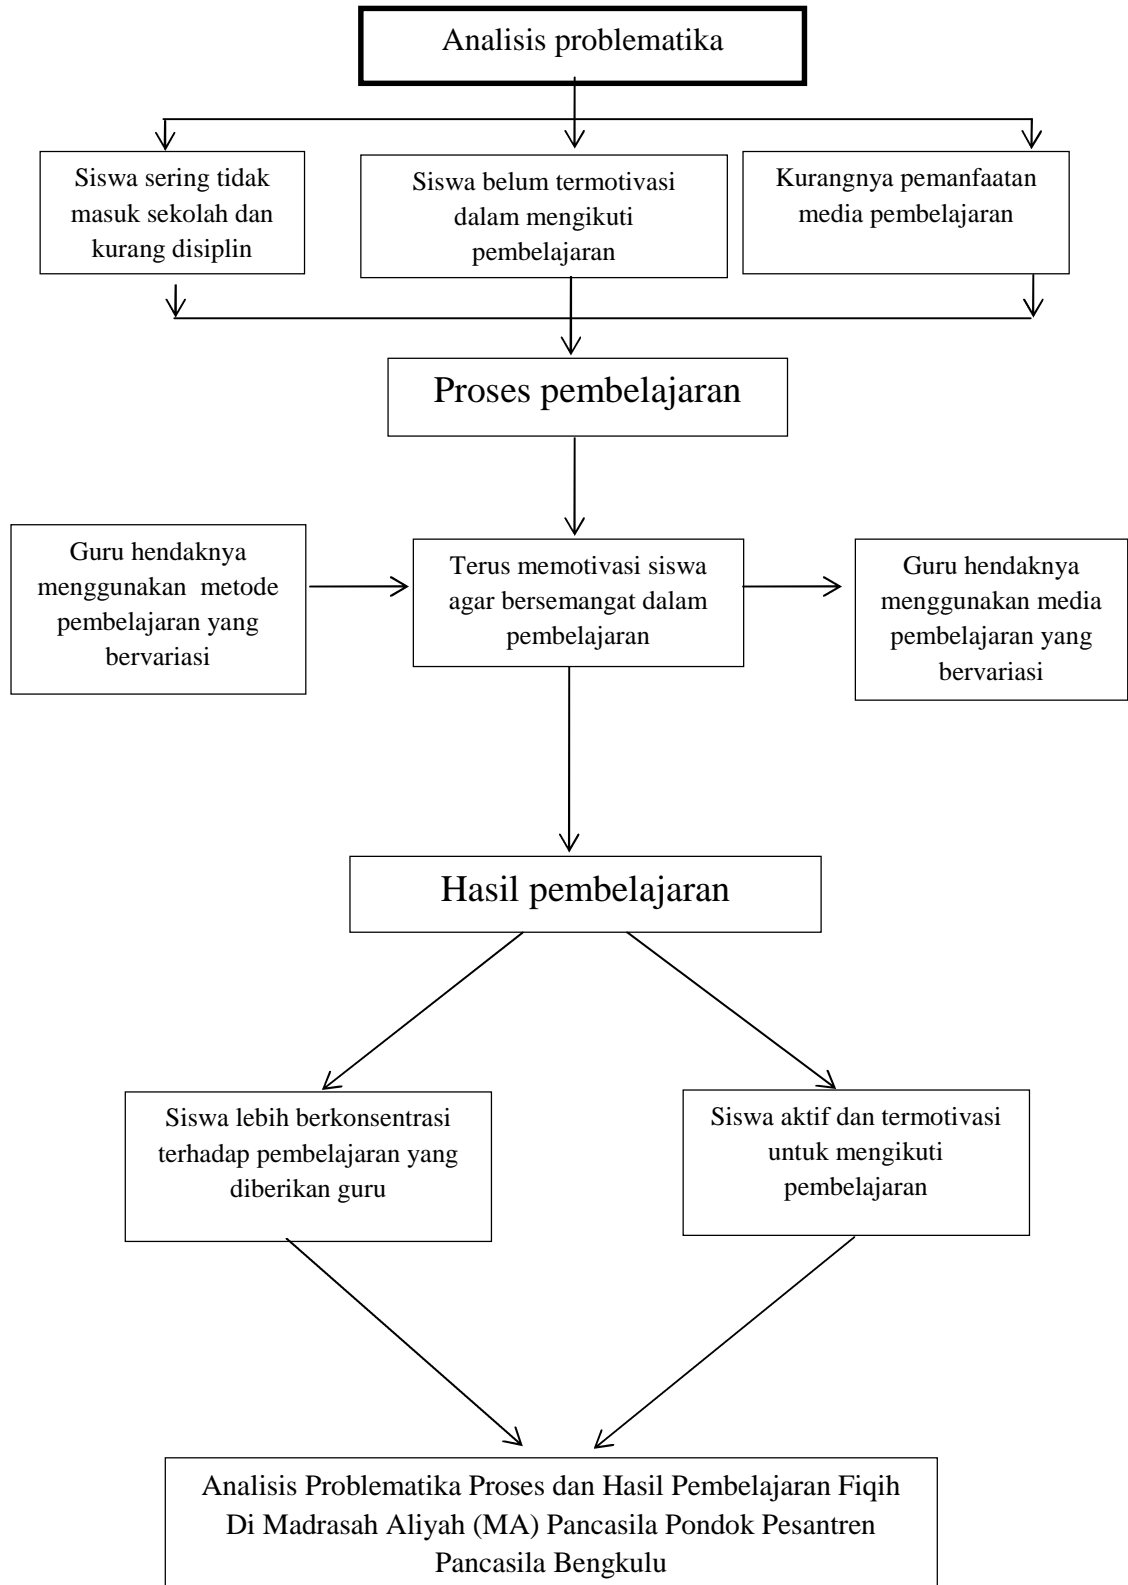 Analisis problematika
Siswa sering tidak
masuk sekolah dan
kurang disiplin
Siswa belum termotivasi
dalam mengikuti
pembelajaran
Kurangnya pemanfaatan
media pembelajaran
Proses pembelajaran
Guru hendaknya
menggunakan  metode
pembelajaran yang
bervariasi
Terus memotivasi siswa
agar bersemangat dalam
pembelajaran
Guru hendaknya
menggunakan media
pembelajaran yang
bervariasi
Hasil pembelajaran
Siswa lebih berkonsentrasi
terhadap pembelajaran yang
diberikan guru
Siswa aktif dan termotivasi
untuk mengikuti
pembelajaran
Analisis Problematika Proses dan Hasil Pembelajaran Fiqih
Di Madrasah Aliyah (MA) Pancasila Pondok Pesantren
Pancasila Bengkulu